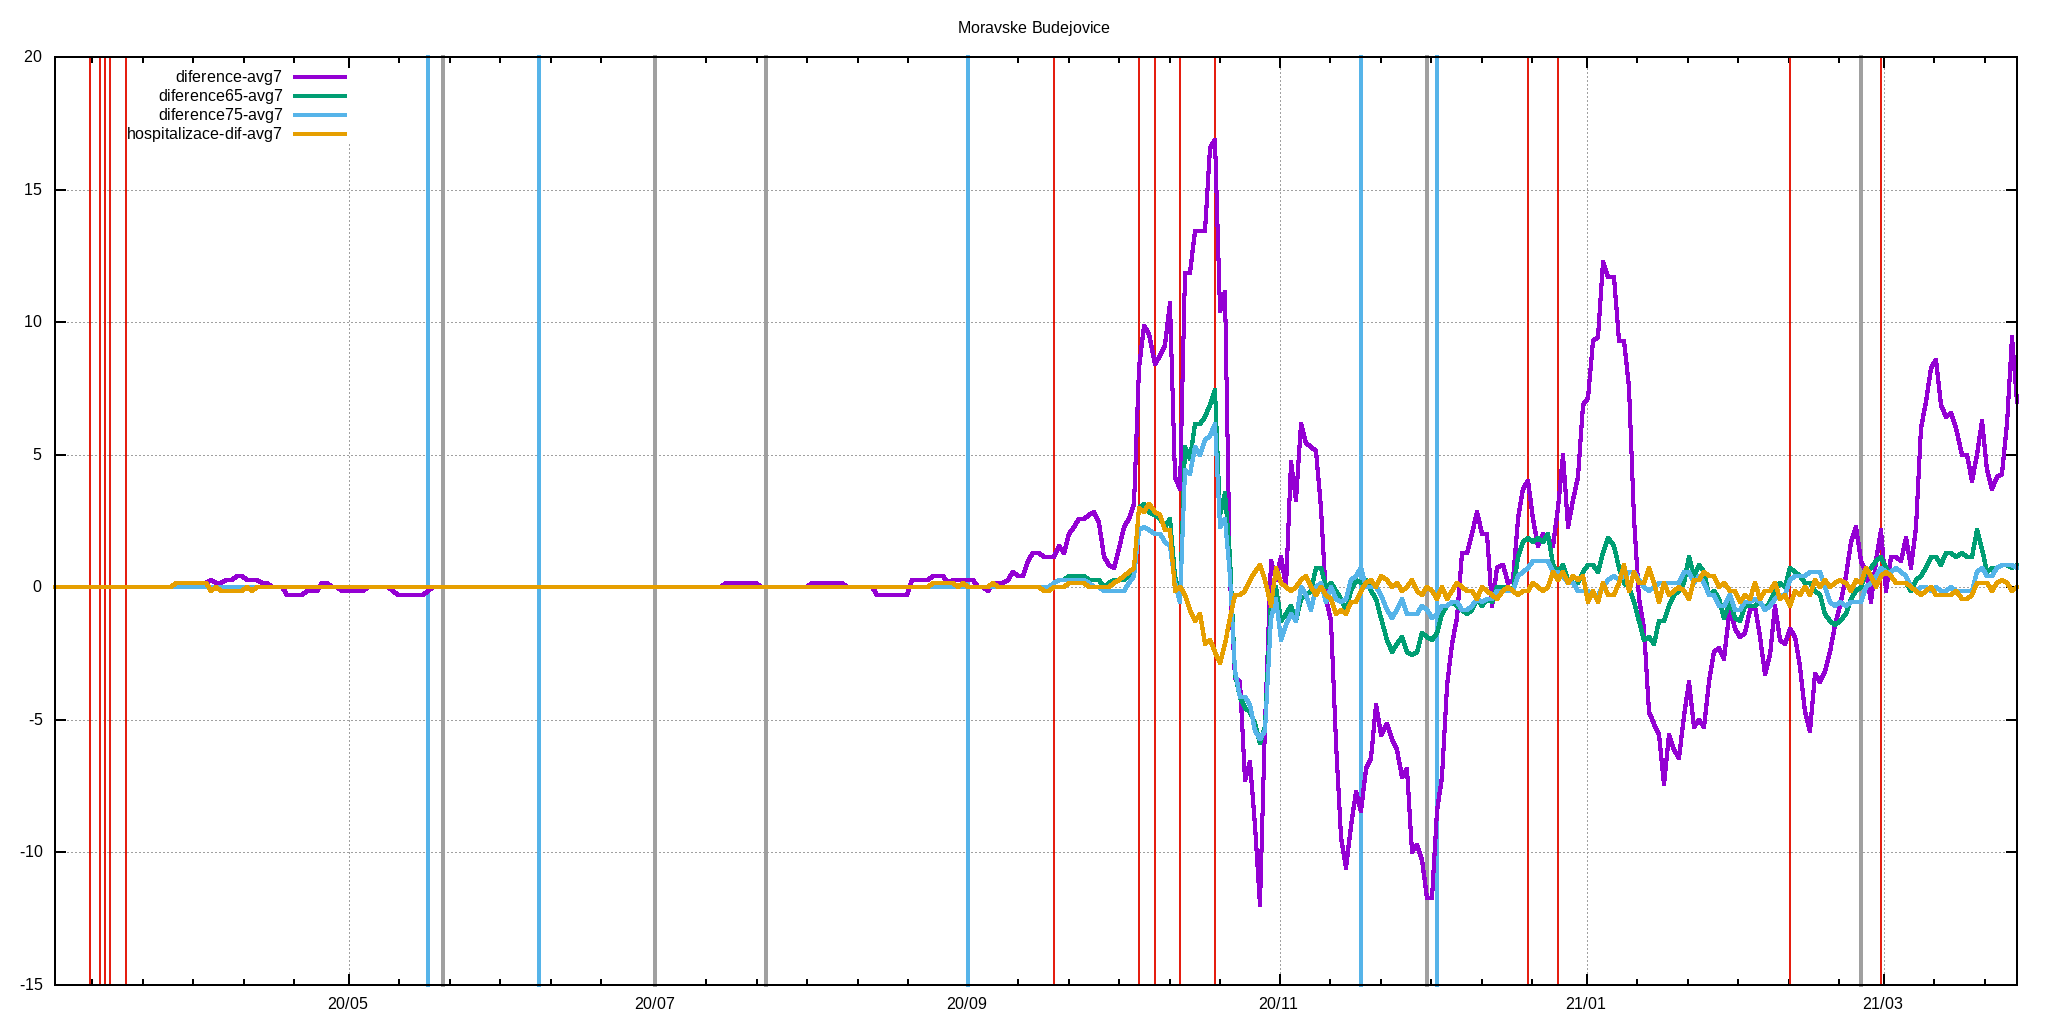 Moravske Budejovice
20
15
10
5
0
-5
-10
-15
diference-avg7
diference65-avg7
diference75-avg7
hospitalizace-dif-avg7
20/05
20/07
20/09
20/11
21/01
21/03